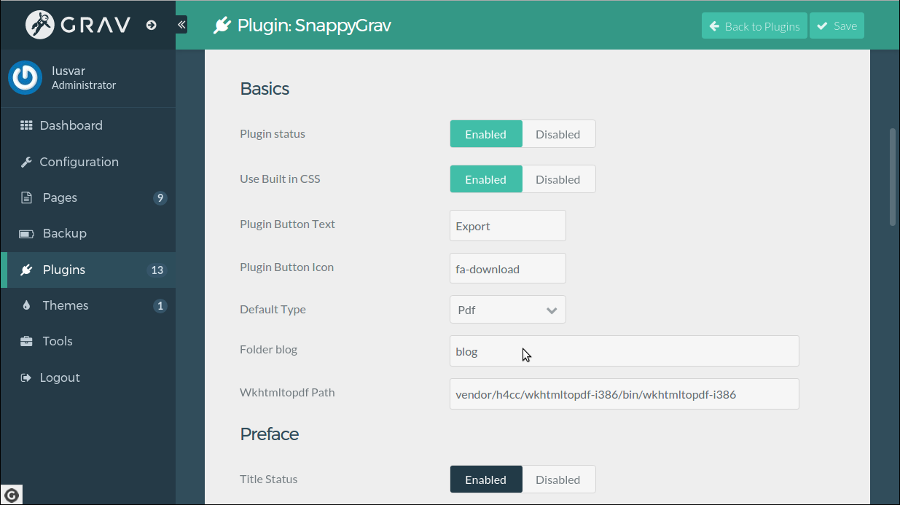 GRAV
Plugin: SnappyGrav
Back to Plugins
Save
lusvar
Administrator
Dashboard
Configuration
Pages 9
Backup
Plugins 13
Themes 1
Tools
Logout
Basics
Plugin status Enabled Disabled
Use Built in CSS Enabled Disabled
Plugin Button Text Export
Plugin Button Icon fa-download
Default Type Pdf
Folder blog blog
Wkhtmltopdf Path vendor/h4cc/wkhtmltopdf-i386/bin/wkhtmltopdf-i386
Preface
Title Status Enabled Disabled